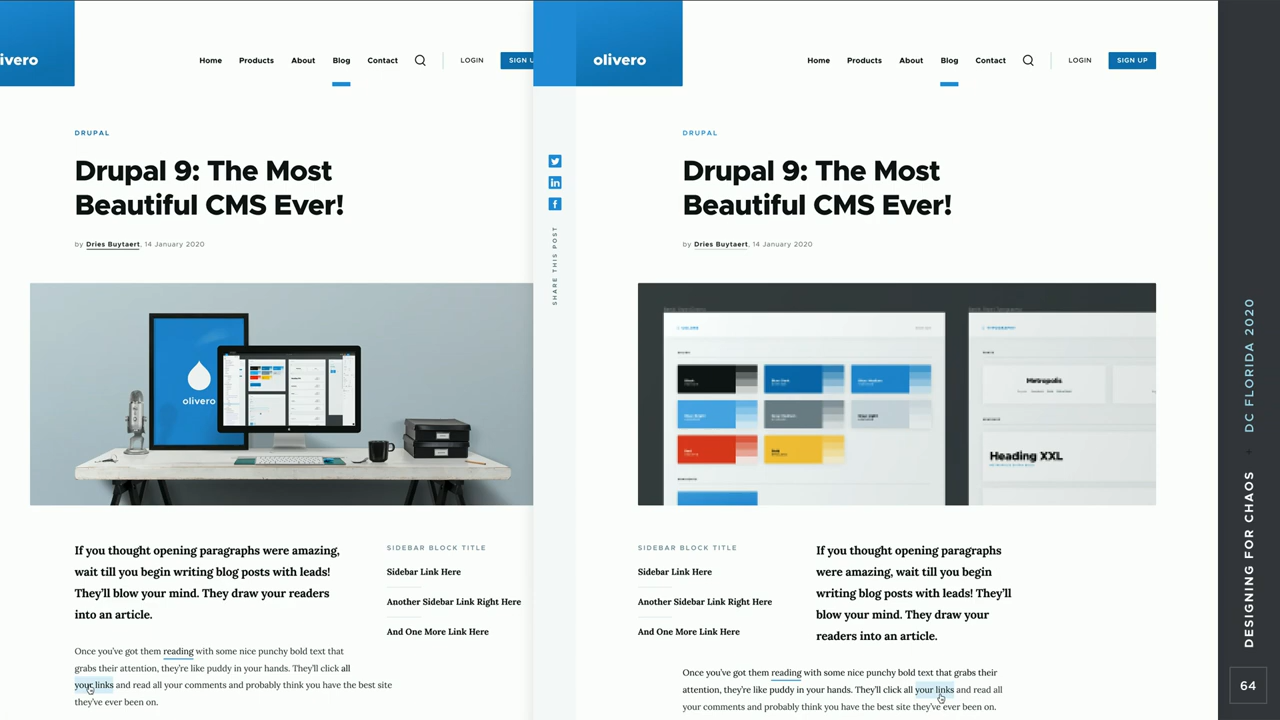 ivero
Home Products About Blog Contact LOGIN SIGN U
DRUPAL
Drupal 9: The Most
Beautiful CMS Ever!
by Dries Buytaert, 14 January 2020
olivero
If you thought opening paragraphs were amazing,
wait till you begin writing blog posts with leads!
They’ll blow your mind. They draw your readers
into an article.
SIDEBAR BLOCK TITLE
Sidebar Link Here
Another Sidebar Link Right Here
And One More Link Here
Once you’ve got them reading with some nice punchy bold text that
grabs their attention, they’re like puddy in your hands. They’ll click all
your links and read all your comments and probably think you have the best site
they’ve ever been on.
olivero
Home Products About Blog Contact LOGIN SIGN UP
SHARE THIS POST
DRUPAL
Drupal 9: The Most
Beautiful CMS Ever!
by Dries Buytaert, 14 January 2020
Metropolis
Heading XXL
SIDEBAR BLOCK TITLE
Sidebar Link Here
Another Sidebar Link Right Here
And One More Link Here
If you thought opening paragraphs
were amazing, wait till you begin
writing blog posts with leads! They’ll
blow your mind. They draw your
readers into an article.
Once you’ve got them reading with some nice punchy bold text that grabs their
attention, they’re like puddy in your hands. They’ll click all your links and read all
your comments and probably think you have the best site they’ve ever been on.
DESIGNING FOR CHAOS + DC FLORIDA 2020
64